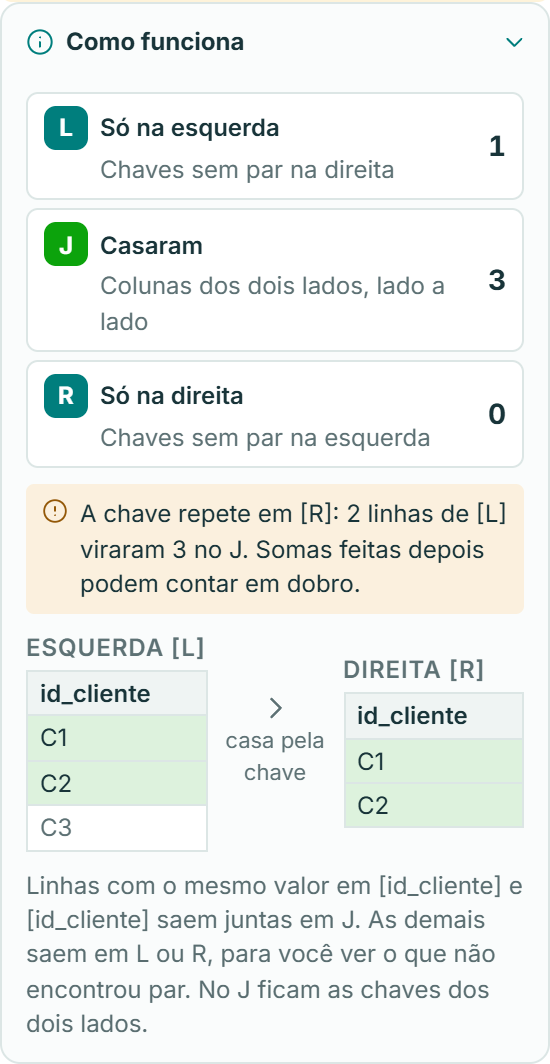 Como funciona
L Só na esquerda
Chaves sem par na direita
1
J Casaram
Colunas dos dois lados, lado a
lado
3
R Só na direita
Chaves sem par na esquerda
0
A chave repete em [R]: 2 linhas de [L]
viraram 3 no J. Somas feitas depois
podem contar em dobro.
ESQUERDA [L]
id_cliente
C1
C2
C3
casa pela
chave
DIREITA [R]
id_cliente
C1
C2
Linhas com o mesmo valor em [id_cliente] e
[id_cliente] saem juntas em J. As demais
saem em L ou R, para você ver o que não
encontrou par. No J ficam as chaves dos
dois lados.